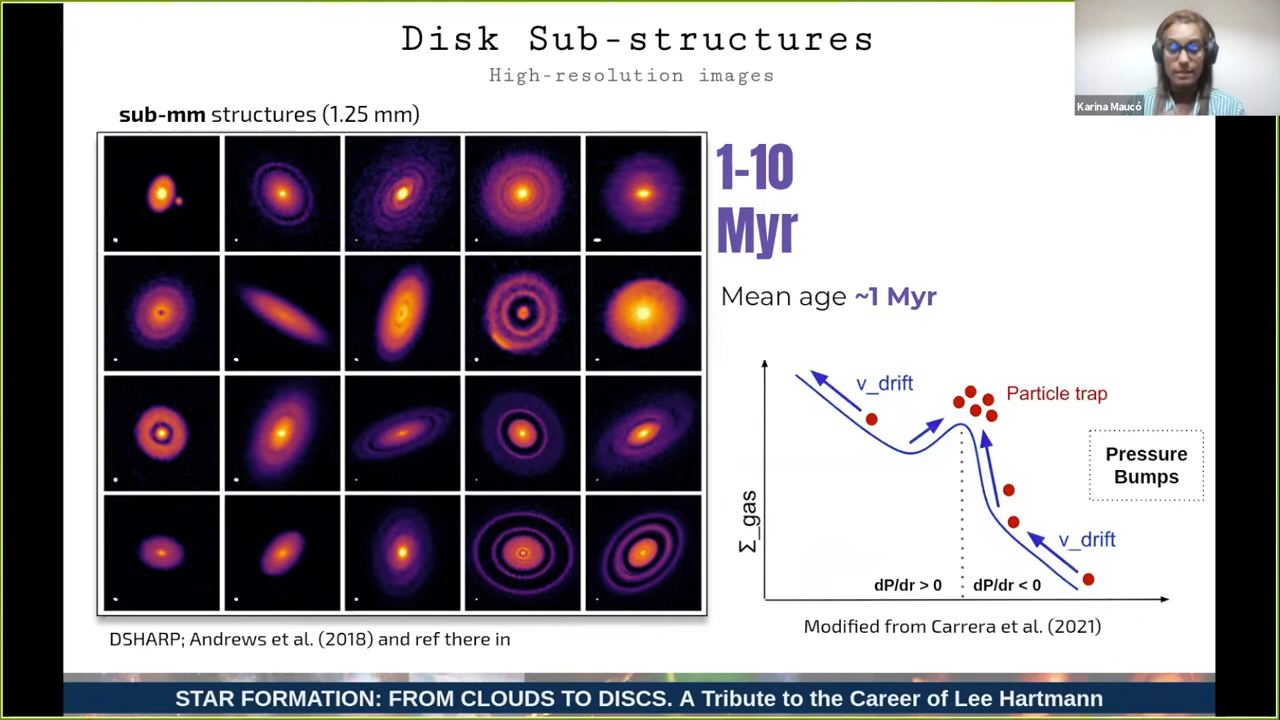 Disk Sub-structures
High-resolution images
Karina Maucó
sub-mm structures (1.25 mm)
1-10
Myr
Mean age ~1 Myr
v_drift
Particle trap
Pressure
Bumps
Σ_gas
v_drift
dP/dr > 0
dP/dr < 0
DSHARP; Andrews et al. (2018) and ref there in
Modified from Carrera et al. (2021)
STAR FORMATION: FROM CLOUDS TO DISCS. A Tribute to the Career of Lee Hartmann